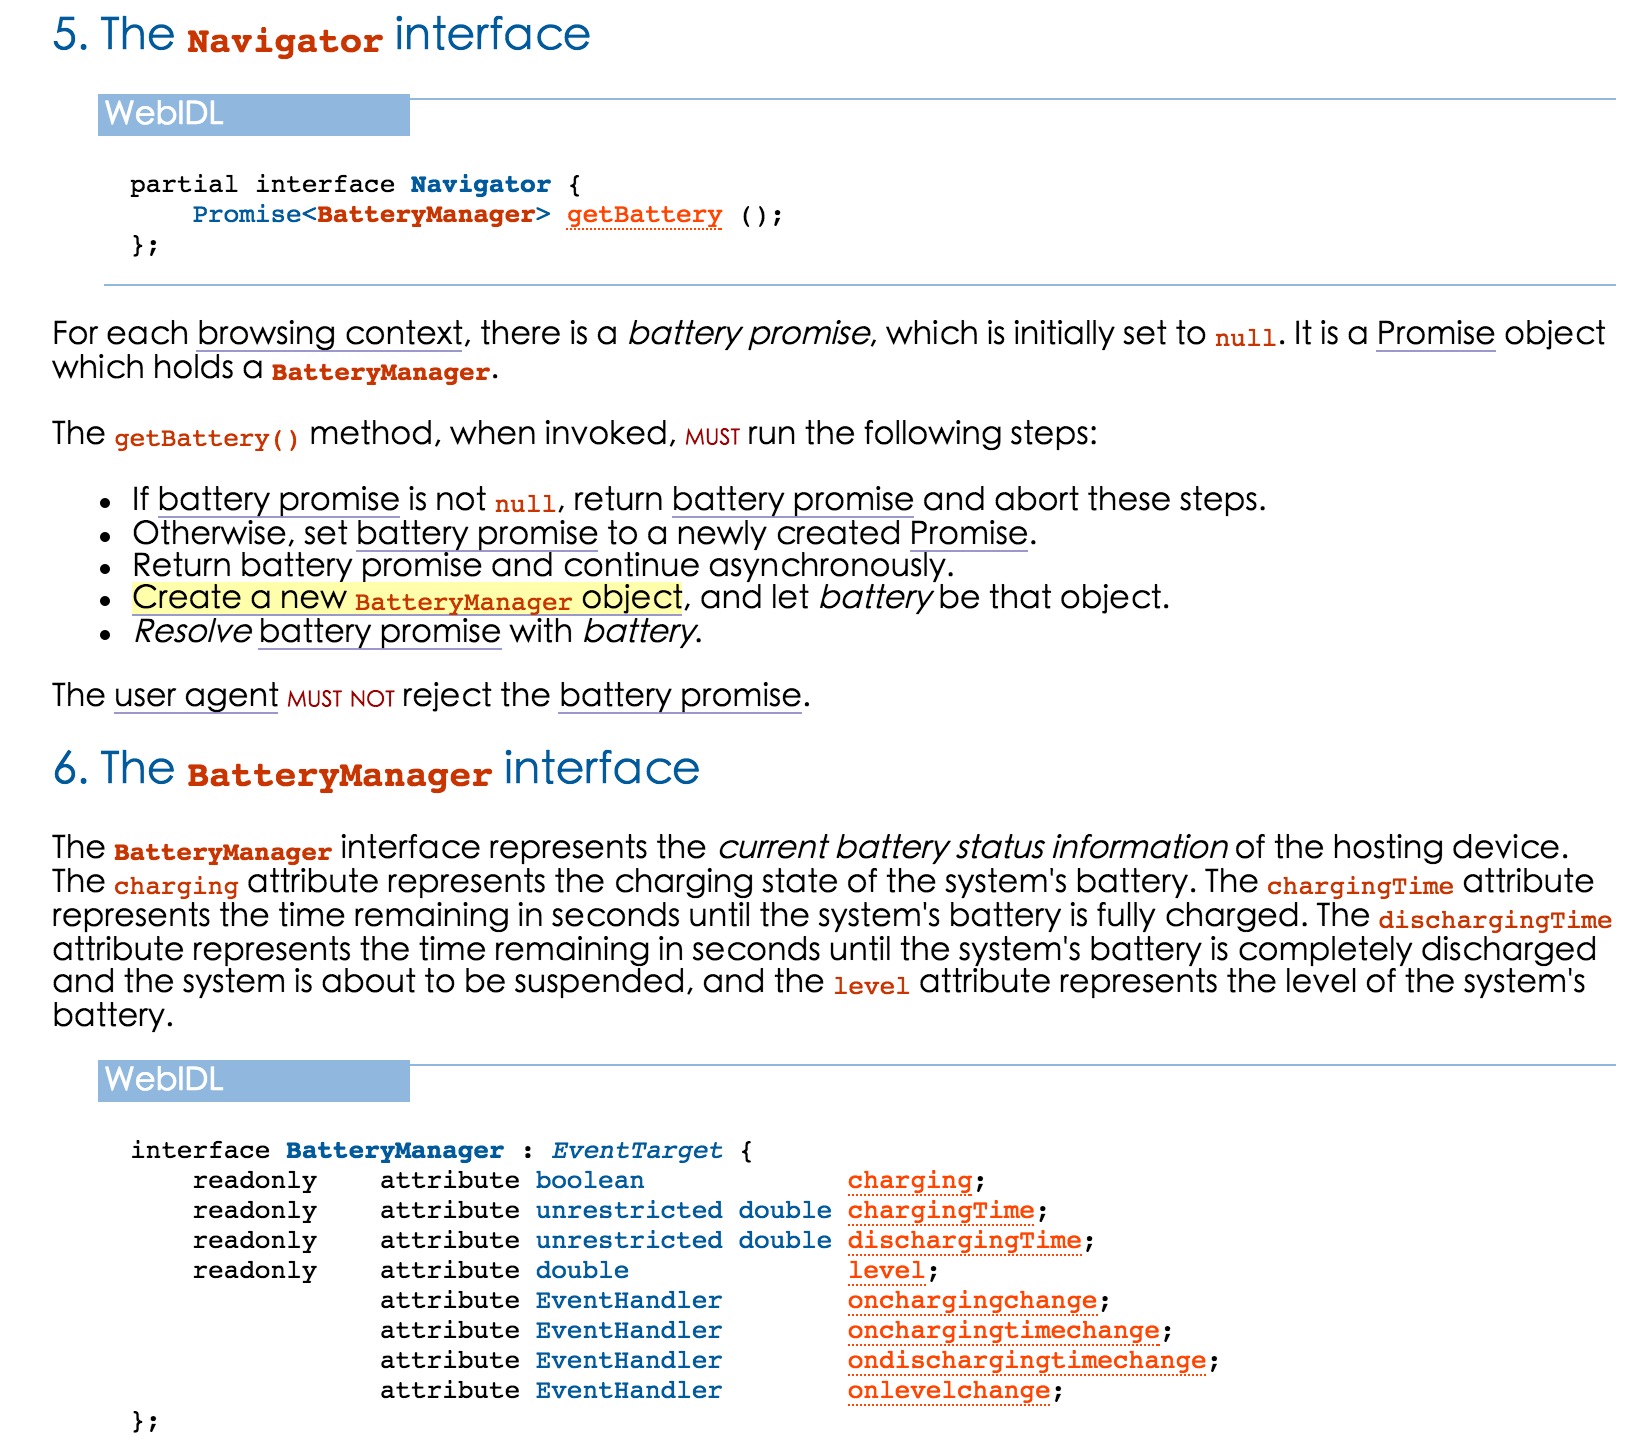 5. The Navigator interface
WebIDL
partial interface Navigator {
    Promise<BatteryManager> getBattery ();
};
For each browsing context, there is a battery promise, which is initially set to null. It is a Promise object
which holds a BatteryManager.
The getBattery() method, when invoked, MUST run the following steps:
• If battery promise is not null, return battery promise and abort these steps.
• Otherwise, set battery promise to a newly created Promise.
• Return battery promise and continue asynchronously.
• Create a new BatteryManager object, and let battery be that object.
• Resolve battery promise with battery.
The user agent MUST NOT reject the battery promise.
6. The BatteryManager interface
The BatteryManager interface represents the current battery status information of the hosting device.
The charging attribute represents the charging state of the system's battery. The chargingTime attribute
represents the time remaining in seconds until the system's battery is fully charged. The dischargingTime
attribute represents the time remaining in seconds until the system's battery is completely discharged
and the system is about to be suspended, and the level attribute represents the level of the system's
battery.
WebIDL
interface BatteryManager : EventTarget {
    readonly    attribute boolean             charging;
    readonly    attribute unrestricted double chargingTime;
    readonly    attribute unrestricted double dischargingTime;
    readonly    attribute double              level;
                attribute EventHandler        onchargingchange;
                attribute EventHandler        onchargingtimechange;
                attribute EventHandler        ondischargingtimechange;
                attribute EventHandler        onlevelchange;
};